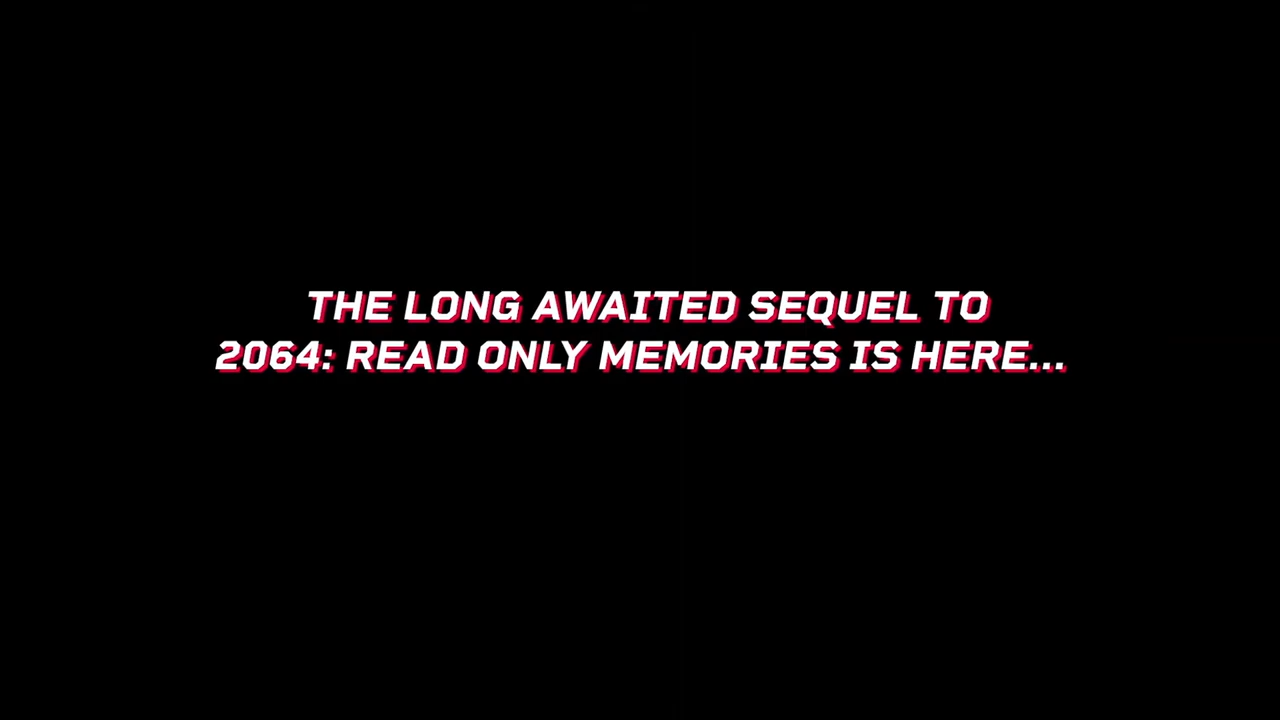 THE LONG AWAITED SEQUEL TO
2064: READ ONLY MEMORIES IS HERE...